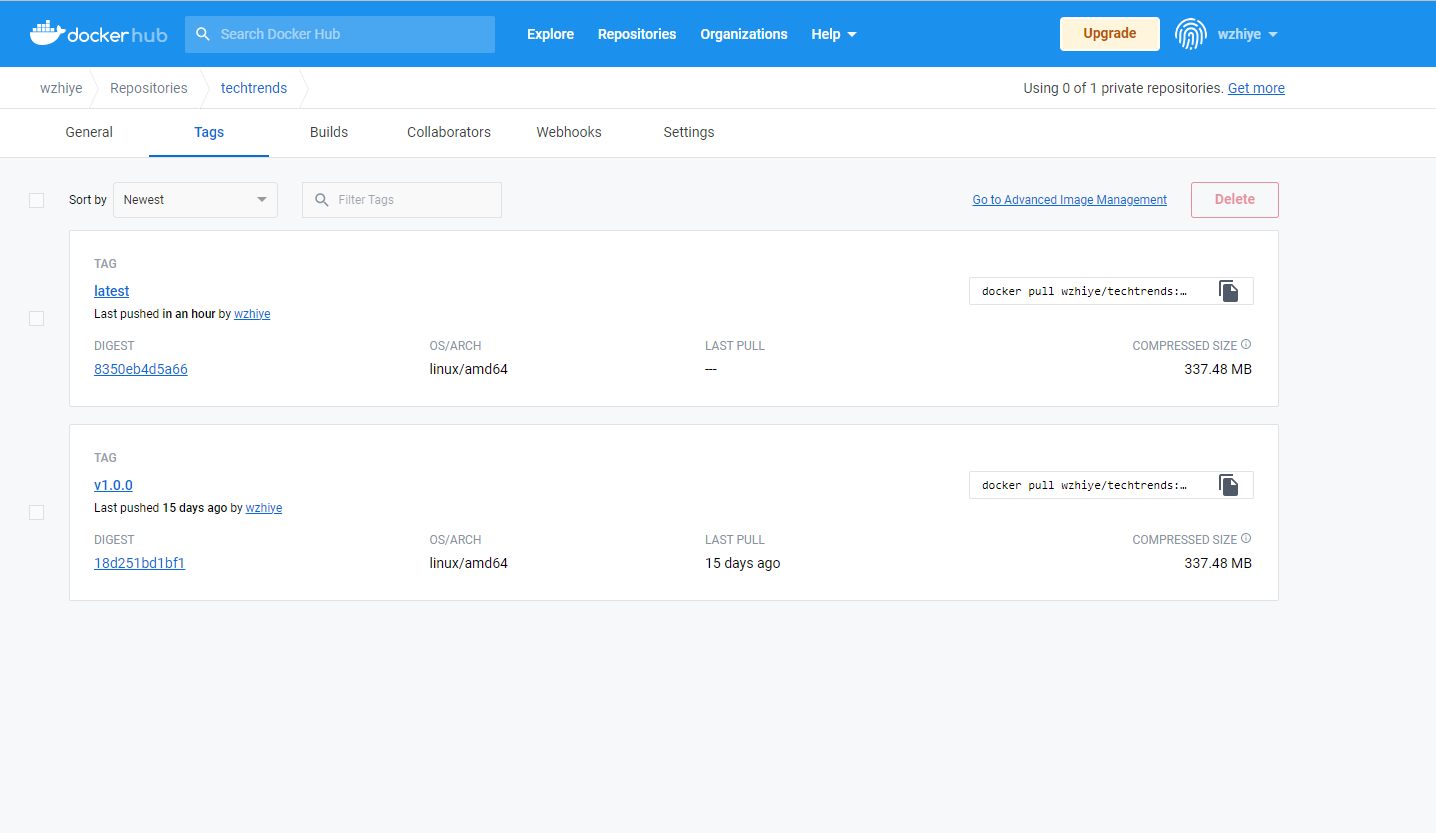 docker hub Search Docker Hub Explore Repositories Organizations Help Upgrade wzhiye
wzhiye Repositories techtrends Using 0 of 1 private repositories. Get more
General Tags Builds Collaborators Webhooks Settings
Sort by Newest Filter Tags Go to Advanced Image Management Delete
TAG
latest docker pull wzhiye/techtrends:…
Last pushed in an hour by wzhiye
DIGEST OS/ARCH LAST PULL COMPRESSED SIZE
8350eb4d5a66 linux/amd64 --- 337.48 MB
TAG
v1.0.0 docker pull wzhiye/techtrends:…
Last pushed 15 days ago by wzhiye
DIGEST OS/ARCH LAST PULL COMPRESSED SIZE
18d251bd1bf1 linux/amd64 15 days ago 337.48 MB